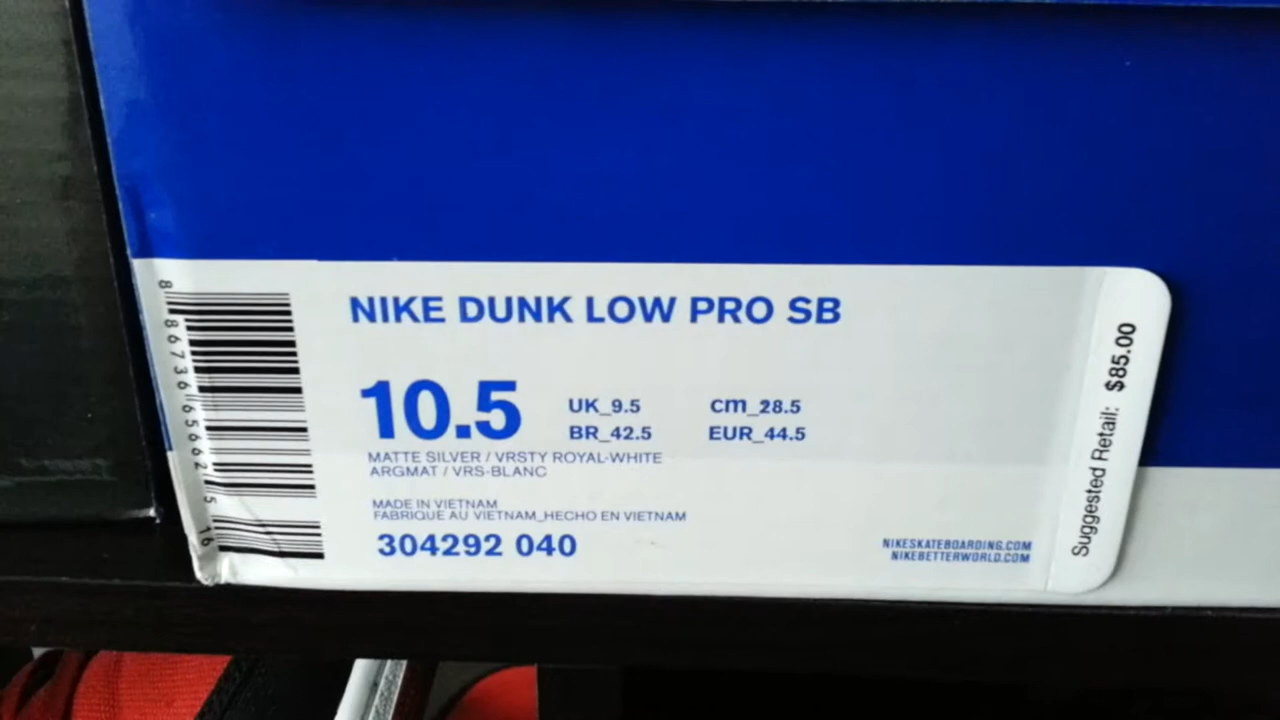 NIKE DUNK LOW PRO SB
10.5
UK_9.5 cm_28.5
BR_42.5 EUR_44.5
MATTE SILVER / VRSTY ROYAL-WHITE
ARGMAT / VRS-BLANC
MADE IN VIETNAM
FABRIQUE AU VIETNAM_HECHO EN VIETNAM
304292 040
NIKESKATEBOARDING.COM
NIKEBETTERWORLD.COM
Suggested Retail: $85.00
8 86736 65662 5 16